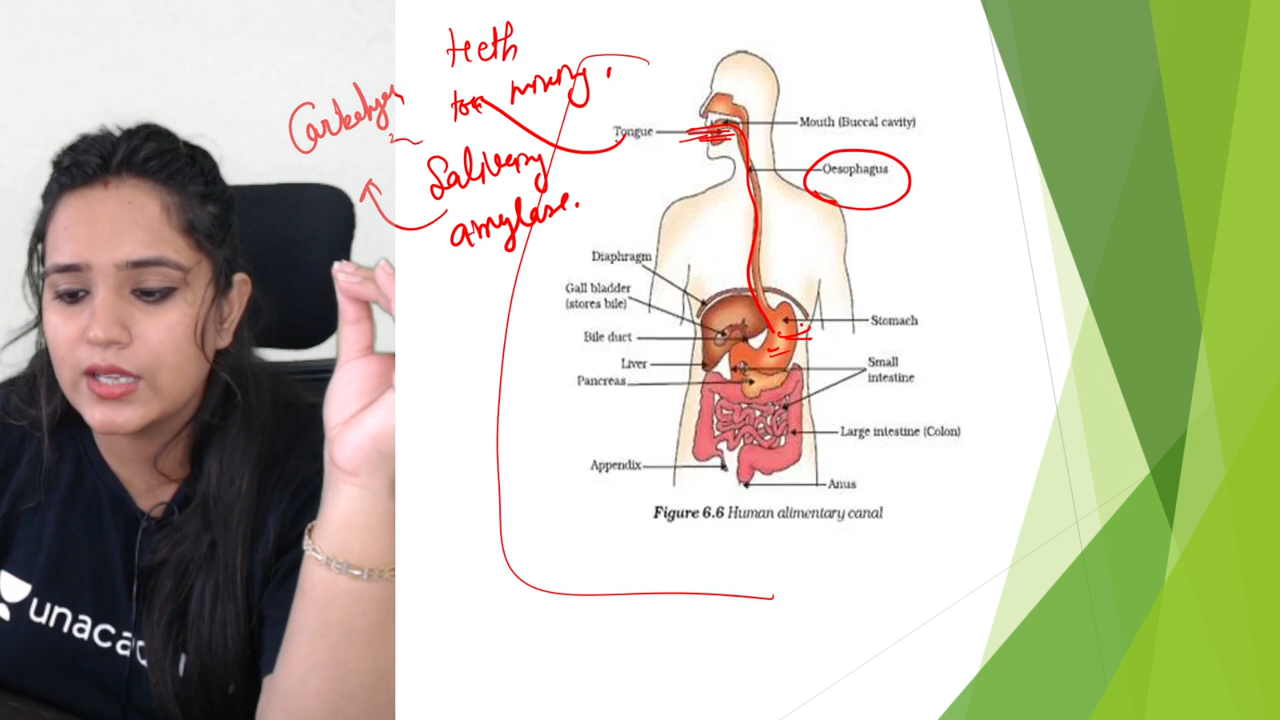 teeth
mixing.
Salivary
amylase.
Tongue
Mouth (Buccal cavity)
Oesophagus
Diaphragm
Gall bladder
(stores bile)
Bile duct
Liver
Pancreas
Stomach
Small
intestine
Large intestine (Colon)
Appendix
Anus
Figure 6.6 Human alimentary canal
unaca